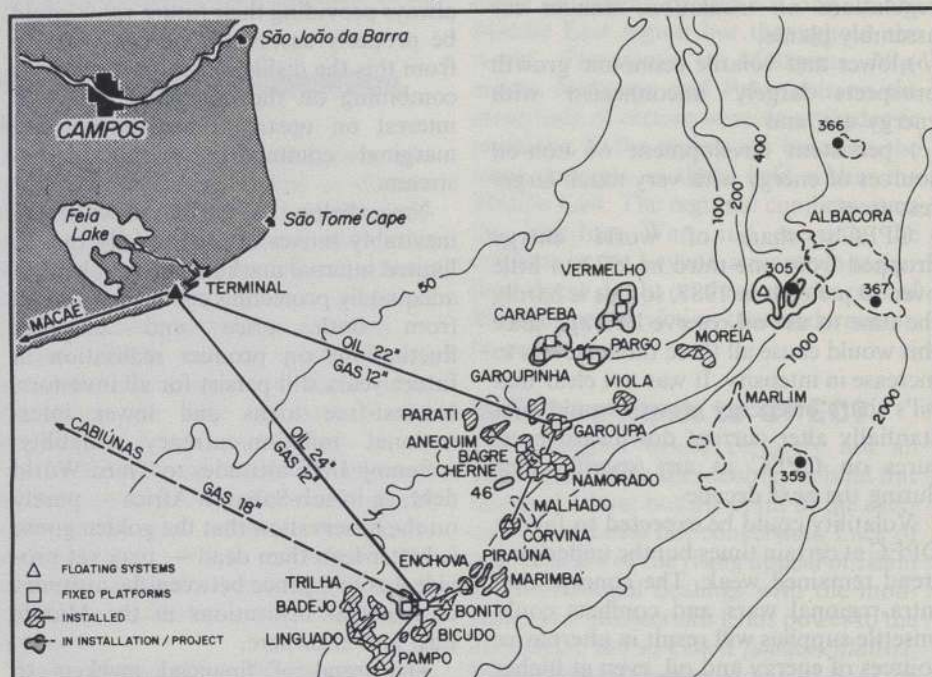 São João da Barra
CAMPOS
Feia
Lake
São Tomé Cape
TERMINAL
MACAÉ
OIL 22"
GAS 12"
50
100
200
400
1000
2000
366
ALBACORA
305
367
VERMELHO
CARAPEBA
PARGO
MOREIA
GAROUPINHA
VIOLA
MARLIM
359
PARATI
ANEQUIM
GAROUPA
BAGRE
CHERNE
46
NAMORADO
MALHADO
CORVINA
PIRAÚNA
MARIMBÁ
ENCHOVA
BONITO
BICUDO
TRILHA
BADEJO
LINGUADO
PAMPO
CABIÚNAS
GAS 18"
OIL 24"
GAS 12"
FLOATING SYSTEMS
FIXED PLATFORMS
INSTALLED
IN INSTALLATION / PROJECT